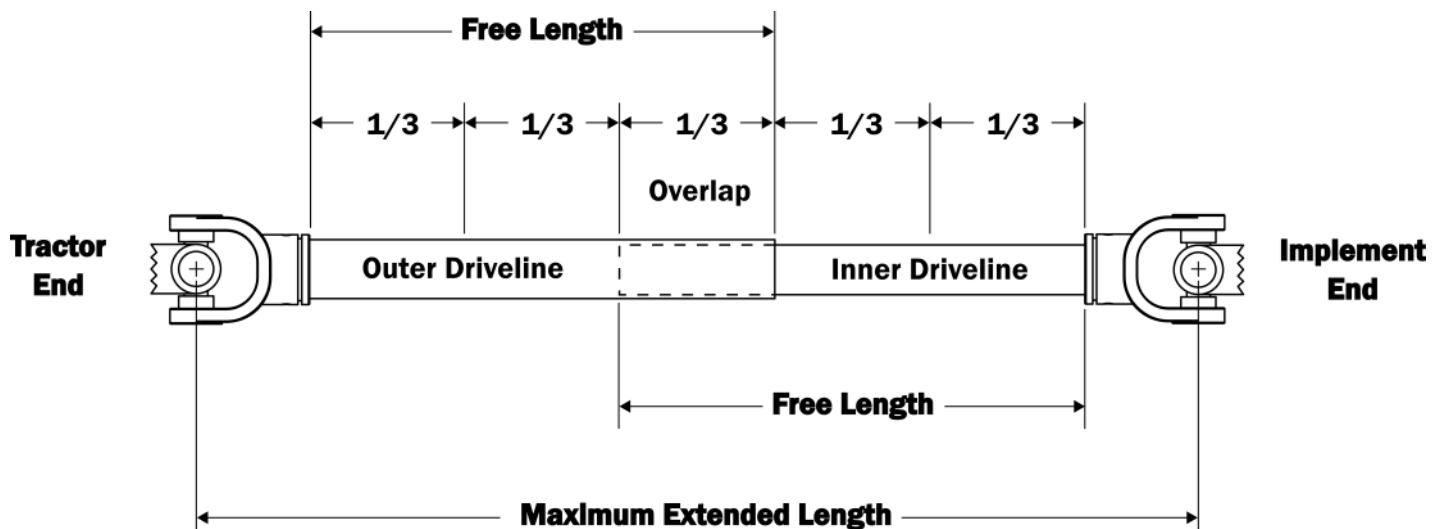 Free Length
1/3 1/3 1/3 1/3 1/3
Overlap
Tractor
End
Outer Driveline
Inner Driveline
Implement
End
Free Length
Maximum Extended Length